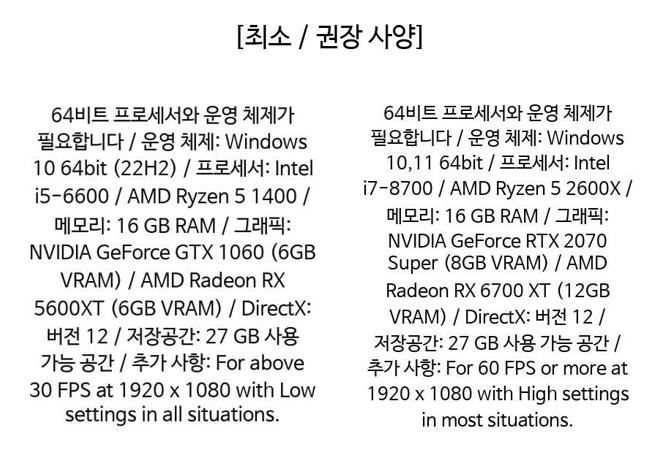 [최소 / 권장 사양]
64비트 프로세서와 운영 체제가
필요합니다 / 운영 체제: Windows
10 64bit (22H2) / 프로세서: Intel
i5-6600 / AMD Ryzen 5 1400 /
메모리: 16 GB RAM / 그래픽:
NVIDIA GeForce GTX 1060 (6GB
VRAM) / AMD Radeon RX
5600XT (6GB VRAM) / DirectX:
버전 12 / 저장공간: 27 GB 사용
가능 공간 / 추가 사항: For above
30 FPS at 1920 x 1080 with Low
settings in all situations.
64비트 프로세서와 운영 체제가
필요합니다 / 운영 체제: Windows
10,11 64bit / 프로세서: Intel
i7-8700 / AMD Ryzen 5 2600X /
메모리: 16 GB RAM / 그래픽:
NVIDIA GeForce RTX 2070
Super (8GB VRAM) / AMD
Radeon RX 6700 XT (12GB
VRAM) / DirectX: 버전 12 /
저장공간: 27 GB 사용 가능 공간 /
추가 사항: For 60 FPS or more at
1920 x 1080 with High settings
in most situations.